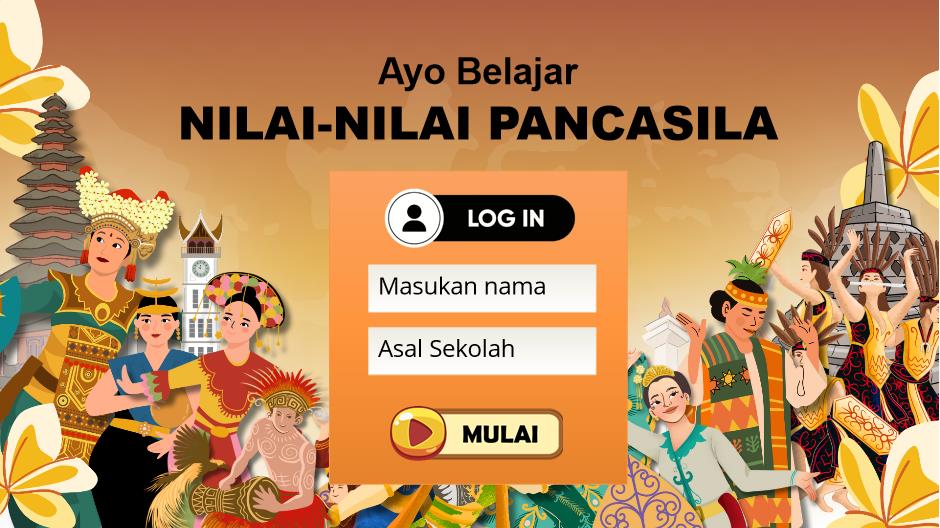 Ayo Belajar
NILAI-NILAI PANCASILA
LOG IN
Masukan nama
Asal Sekolah
MULAI